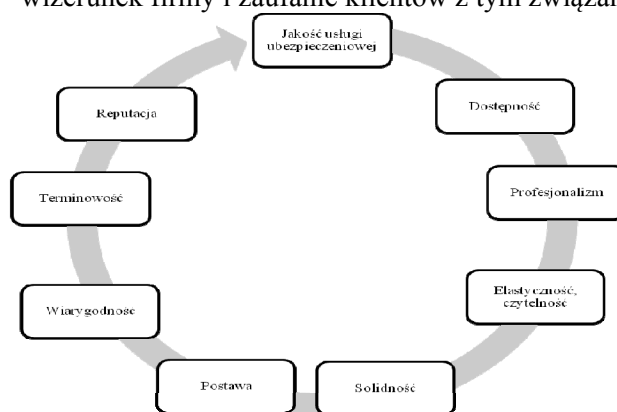 wizerunek firmy i zaufanie klientów z tym związan
Jakość usługi
ubezpieczeniowej
Dostępność
Profesjonalizm
Elastyczność,
czytelność
Solidność
Postawa
Wiarygodność
Terminowość
Reputacja